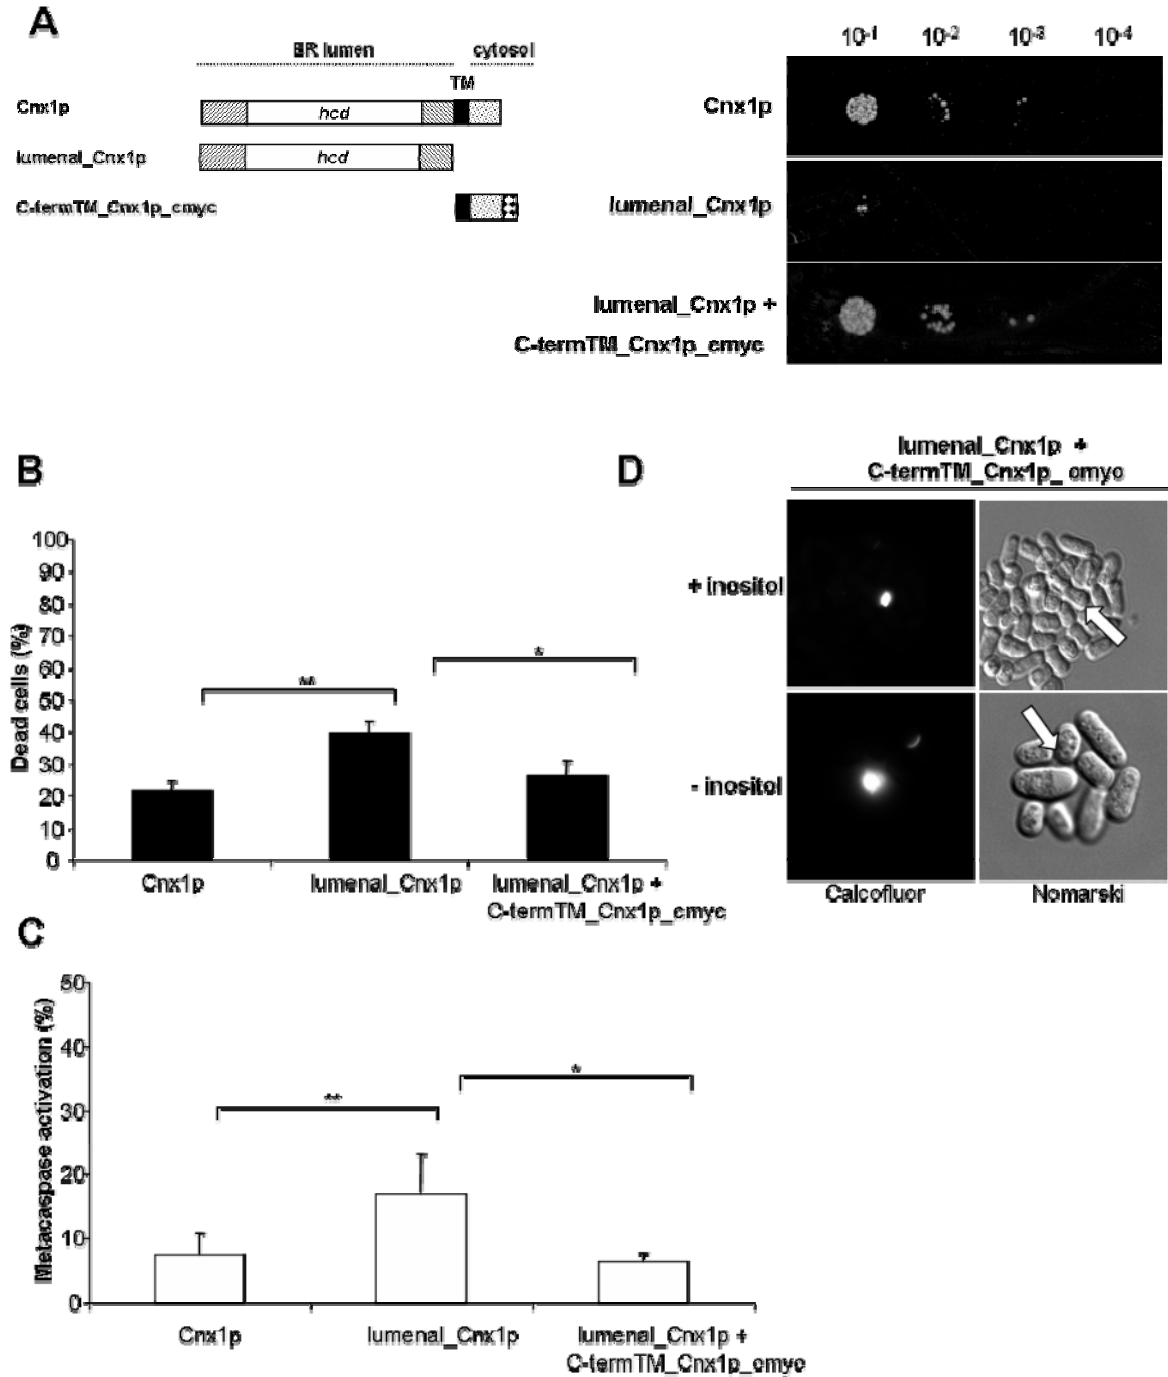 A
ER lumen
cytosol
TM
Cnx1p
hcd
lumenal_Cnx1p
hcd
C-termTM_Cnx1p_cmyc
10-1
10-2
10-3
10-4
Cnx1p
lumenal_Cnx1p
lumenal_Cnx1p +
C-termTM_Cnx1p_cmyc
B
100
90
80
70
60
50
40
30
20
10
0
Dead cells (%)
**
*
Cnx1p
lumenal_Cnx1p
lumenal_Cnx1p +
C-termTM_Cnx1p_cmyc
C
50
40
30
20
10
0
Metacaspase activation (%)
**
*
Cnx1p
lumenal_Cnx1p
lumenal_Cnx1p +
C-termTM_Cnx1p_cmyc
D
lumenal_Cnx1p +
C-termTM_Cnx1p_ cmyc
+ inositol
- inositol
Calcofluor
Nomarski